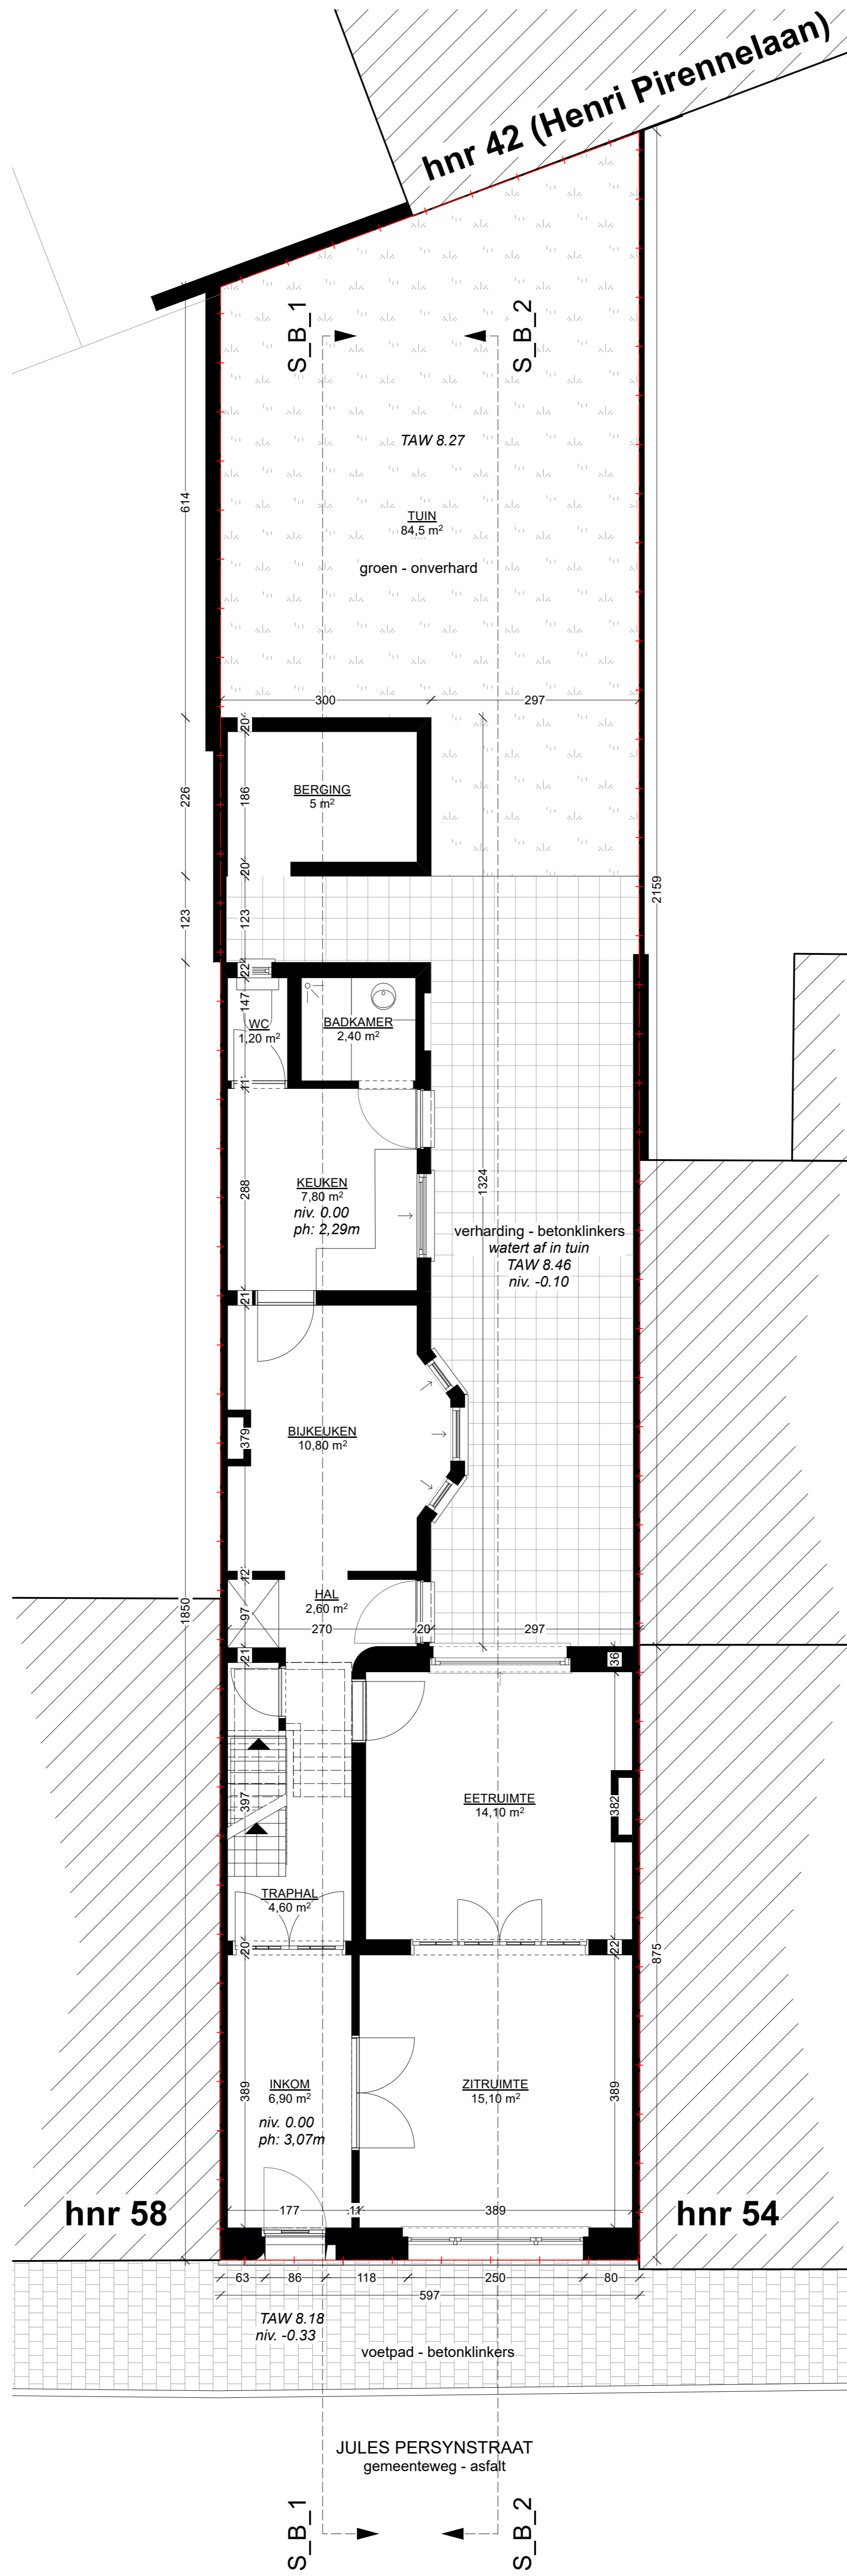 hnr 42 (Henri Pirennelaan)
S_B_1
S_B_2
TAW 8.27
614
TUIN
84,5 m²
groen - onverhard
300
297
20
BERGING
5 m²
226
186
20
2159
123
123
22
147
WC
1,20 m²
BADKAMER
2,40 m²
11
288
KEUKEN
7,80 m²
niv. 0.00
ph: 2,29m
1324
verharding - betonklinkers
watert af in tuin
TAW 8.46
niv. -0.10
21
BIJKEUKEN
10,80 m²
379
12
HAL
2,60 m²
1850
97
270
20
297
21
36
EETRUIMTE
14,10 m²
397
382
TRAPHAL
4,60 m²
20
22
875
INKOM
6,90 m²
ZITRUIMTE
15,10 m²
389
389
niv. 0.00
ph: 3,07m
177
11
389
hnr 58
hnr 54
63
86
118
250
80
597
TAW 8.18
niv. -0.33
voetpad - betonklinkers
JULES PERSYNSTRAAT
gemeenteweg - asfalt
S_B_1
S_B_2